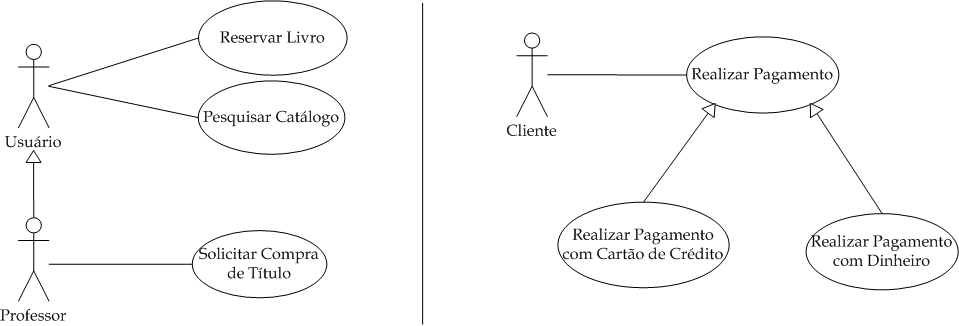 Reservar Livro
Pesquisar Catálogo
Usuário
Solicitar Compra
de Título
Professor
Realizar Pagamento
Cliente
Realizar Pagamento
com Cartão de Crédito
Realizar Pagamento
com Dinheiro